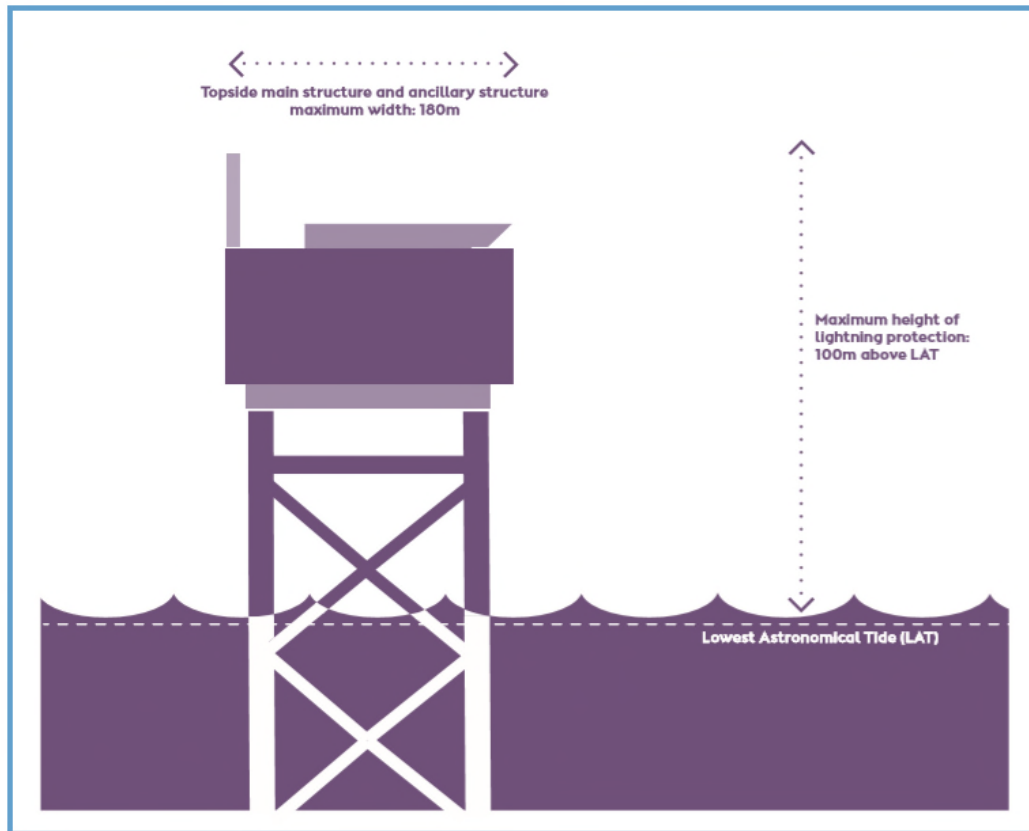 Topside main structure and ancillary structure
maximum width: 180m
Maximum height of
lightning protection:
100m above LAT
Lowest Astronomical Tide (LAT)